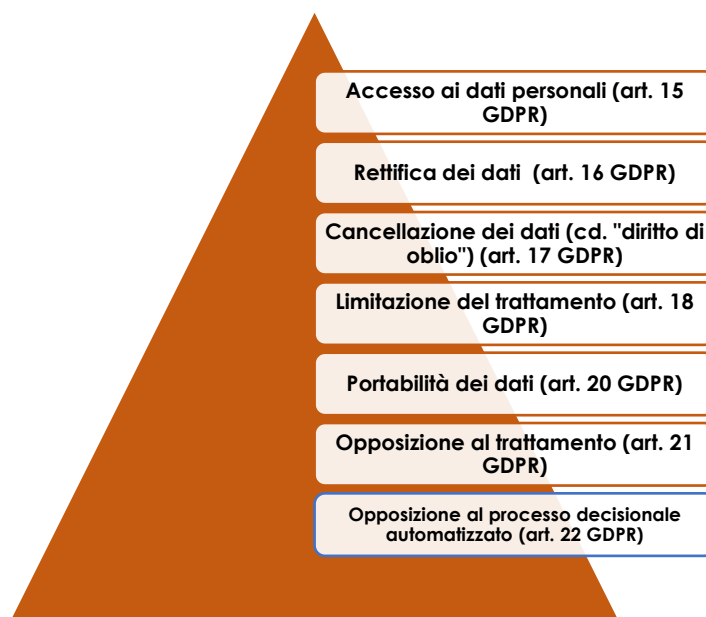 Accesso ai dati personali (art. 15
GDPR)
Rettifica dei dati (art. 16 GDPR)
Cancellazione dei dati (cd. "diritto di
oblio") (art. 17 GDPR)
Limitazione del trattamento (art. 18
GDPR)
Portabilità dei dati (art. 20 GDPR)
Opposizione al trattamento (art. 21
GDPR)
Opposizione al processo decisionale
automatizzato (art. 22 GDPR)